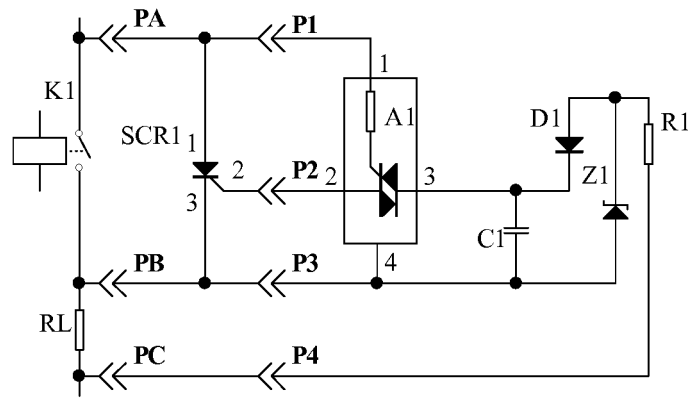 PA P1
K1
1
A1
SCR1 1
D1
R1
2 P2 2 3
Z1
3
C1
PB P3 4
RL
PC P4